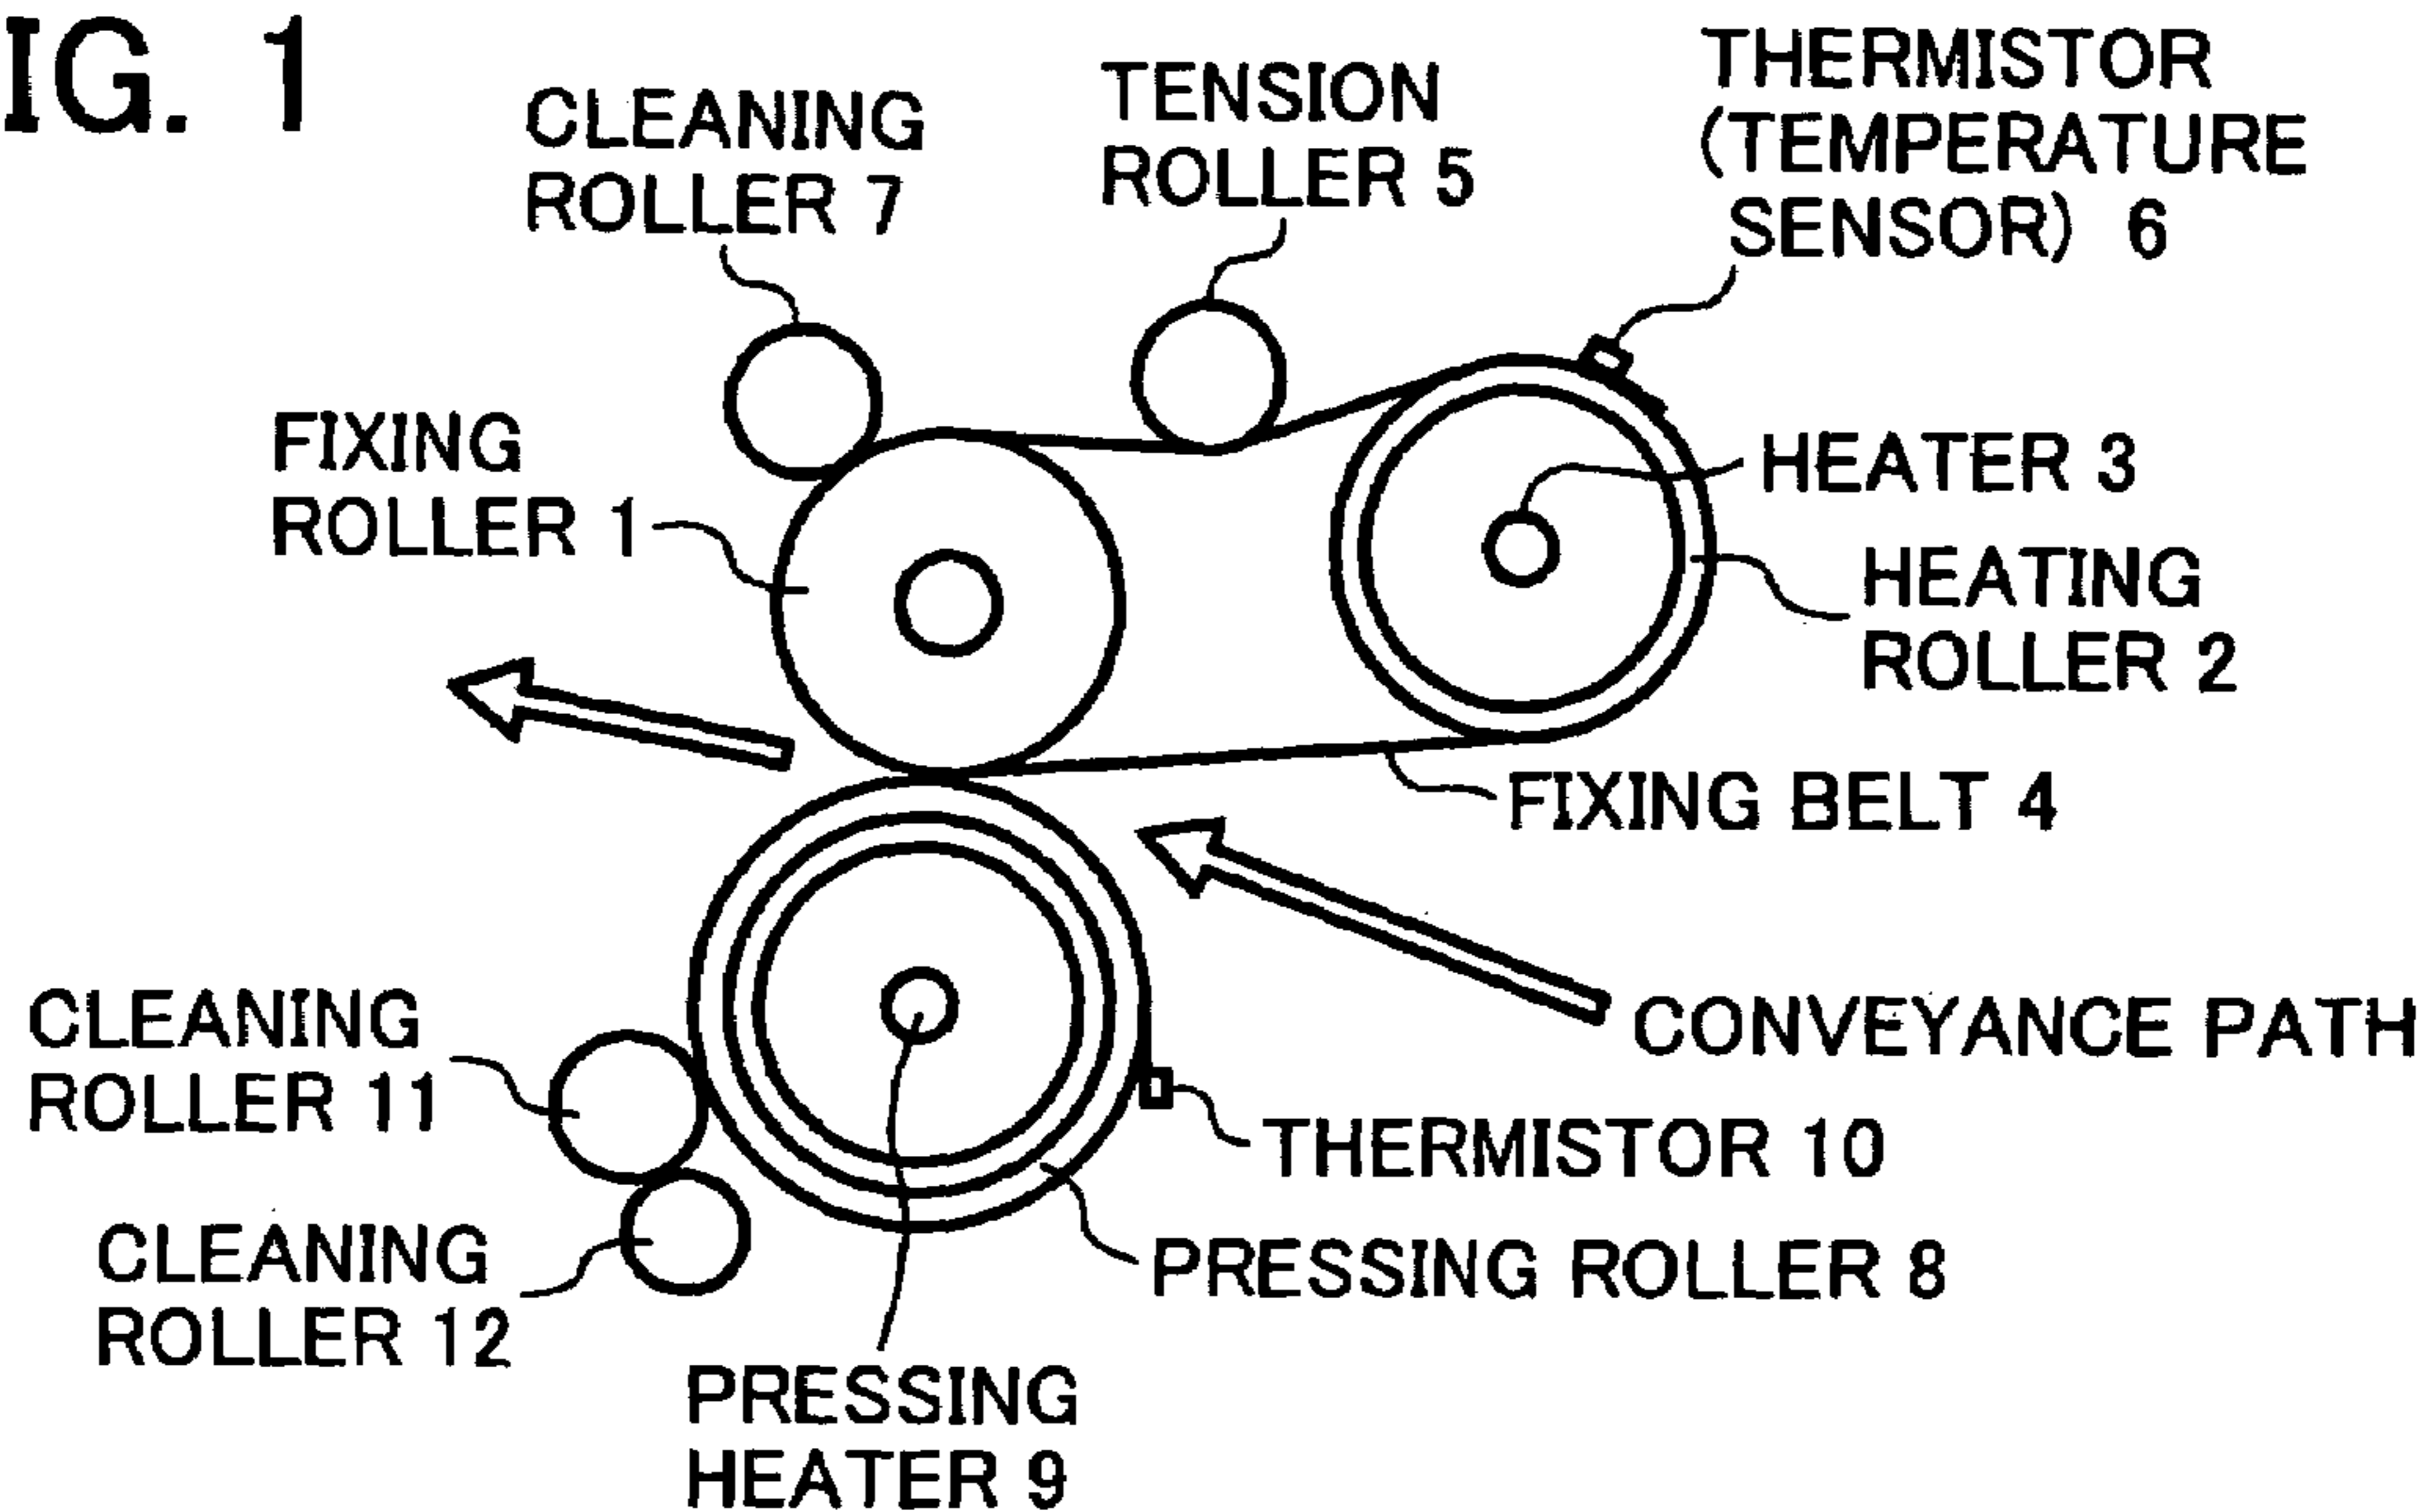 IG. 1
CLEANING
ROLLER 7
TENSION
ROLLER 5
THERMISTOR
(TEMPERATURE
SENSOR) 6
FIXING
ROLLER 1
HEATER 3
HEATING
ROLLER 2
FIXING BELT 4
CONVEYANCE PATH
CLEANING
ROLLER 11
THERMISTOR 10
CLEANING
ROLLER 12
PRESSING ROLLER 8
PRESSING
HEATER 9